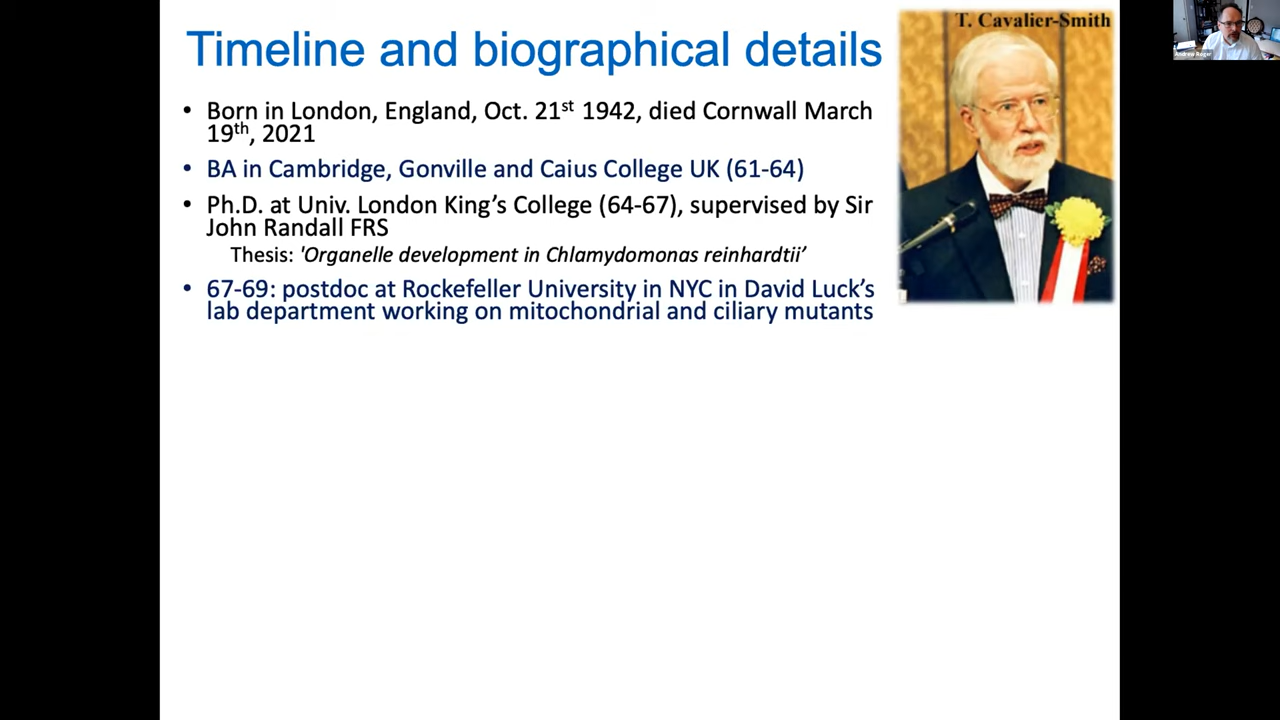 T. Cavalier-Smith
Andrew Roger
Timeline and biographical details
• Born in London, England, Oct. 21st 1942, died Cornwall March
19th, 2021
• BA in Cambridge, Gonville and Caius College UK (61-64)
• Ph.D. at Univ. London King’s College (64-67), supervised by Sir
John Randall FRS
Thesis: 'Organelle development in Chlamydomonas reinhardtii’
• 67-69: postdoc at Rockefeller University in NYC in David Luck’s
lab department working on mitochondrial and ciliary mutants